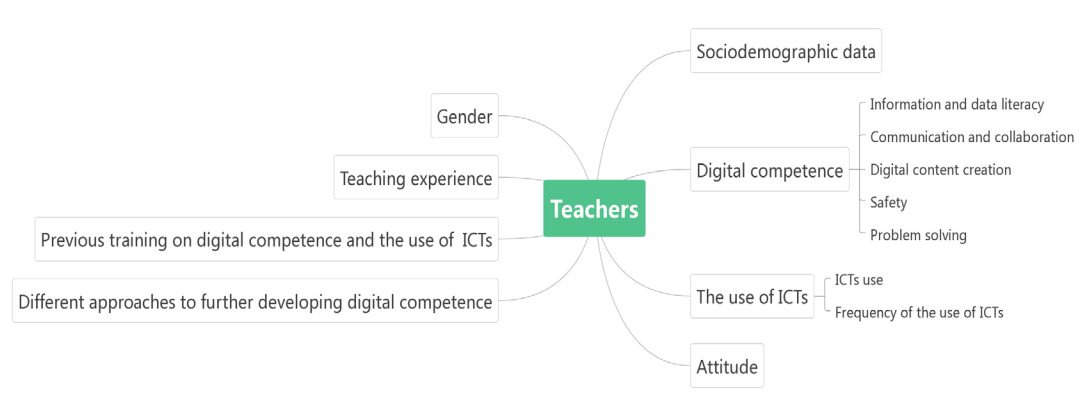 Sociodemographic data
Gender
Information and data literacy
Communication and collaboration
Digital competence
Digital content creation
Safety
Problem solving
Teaching experience
Teachers
Previous training on digital competence and the use of ICTs
Different approaches to further developing digital competence
The use of ICTs
ICTs use
Frequency of the use of ICTs
Attitude